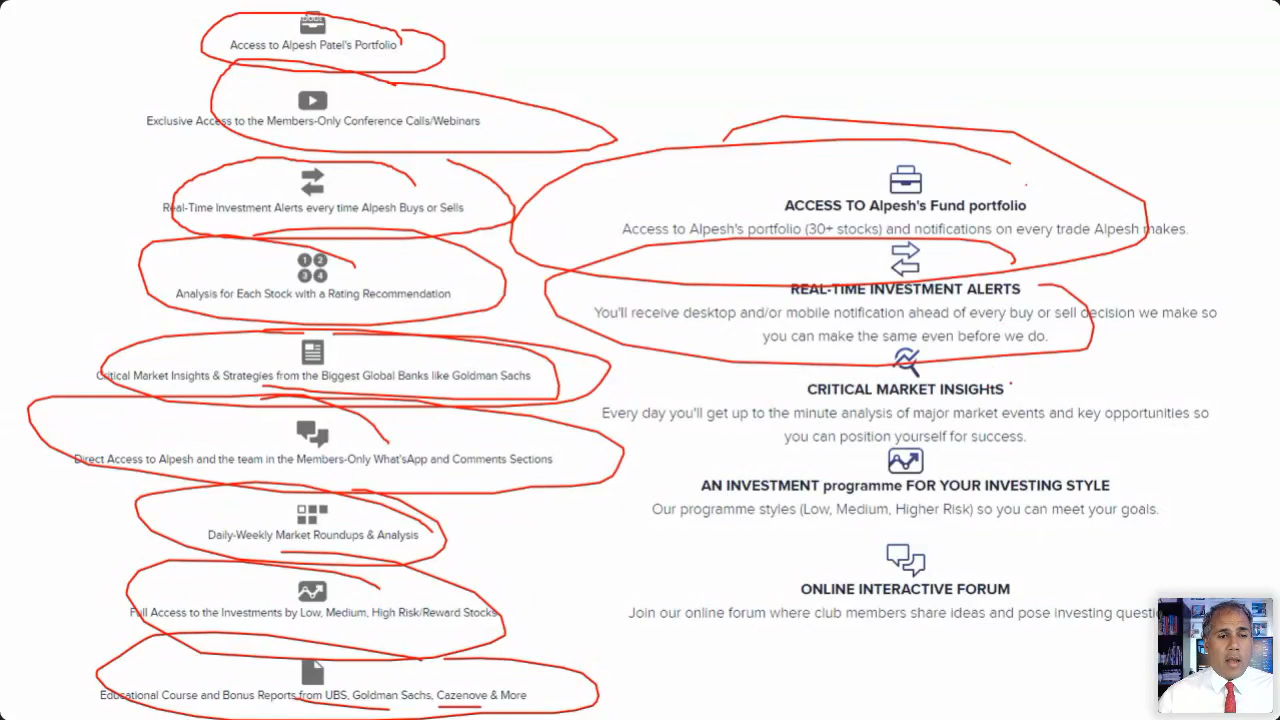 Access to Alpesh Patel's Portfolio
Exclusive Access to the Members-Only Conference Calls/Webinars
Real-Time Investment Alerts every time Alpesh Buys or Sells
1 2
3 4
Analysis for Each Stock with a Rating Recommendation
Critical Market Insights & Strategies from the Biggest Global Banks like Goldman Sachs
Direct Access to Alpesh and the team in the Members-Only What'sApp and Comments Sections
Daily-Weekly Market Roundups & Analysis
Full Access to the Investments by Low, Medium, High Risk/Reward Stocks
Educational Course and Bonus Reports from UBS, Goldman Sachs, Cazenove & More
ACCESS TO Alpesh's Fund portfolio
Access to Alpesh's portfolio (30+ stocks) and notifications on every trade Alpesh makes.
REAL-TIME INVESTMENT ALERTS
You'll receive desktop and/or mobile notification ahead of every buy or sell decision we make so
you can make the same even before we do.
CRITICAL MARKET INSIGHtS
Every day you'll get up to the minute analysis of major market events and key opportunities so
you can position yourself for success.
AN INVESTMENT programme FOR YOUR INVESTING STYLE
Our programme styles (Low, Medium, Higher Risk) so you can meet your goals.
ONLINE INTERACTIVE FORUM
Join our online forum where club members share ideas and pose investing